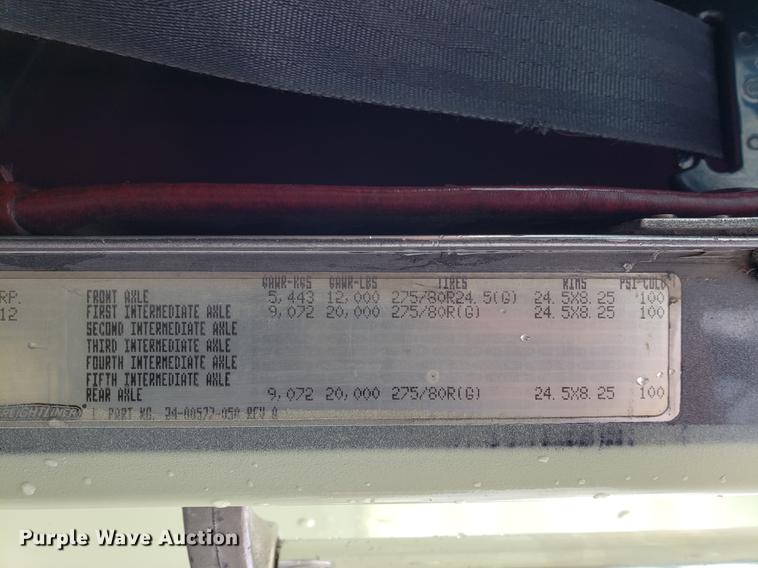 GAWR-KGS GAWR-LBS TIRES RIMS PSI-COLD
RP. FRONT AXLE 5,443 12,000 275/80R24.5(G) 24.5X8.25 100
12 FIRST INTERMEDIATE AXLE 9,072 20,000 275/80R(G) 24.5X8.25 100
SECOND INTERMEDIATE AXLE
THIRD INTERMEDIATE AXLE
FOURTH INTERMEDIATE AXLE
FIFTH INTERMEDIATE AXLE
REAR AXLE 9,072 20,000 275/80R(G) 24.5X8.25 100
FREIGHTLINER PART NO. 24-00577-050 REV
Purple Wave Auction